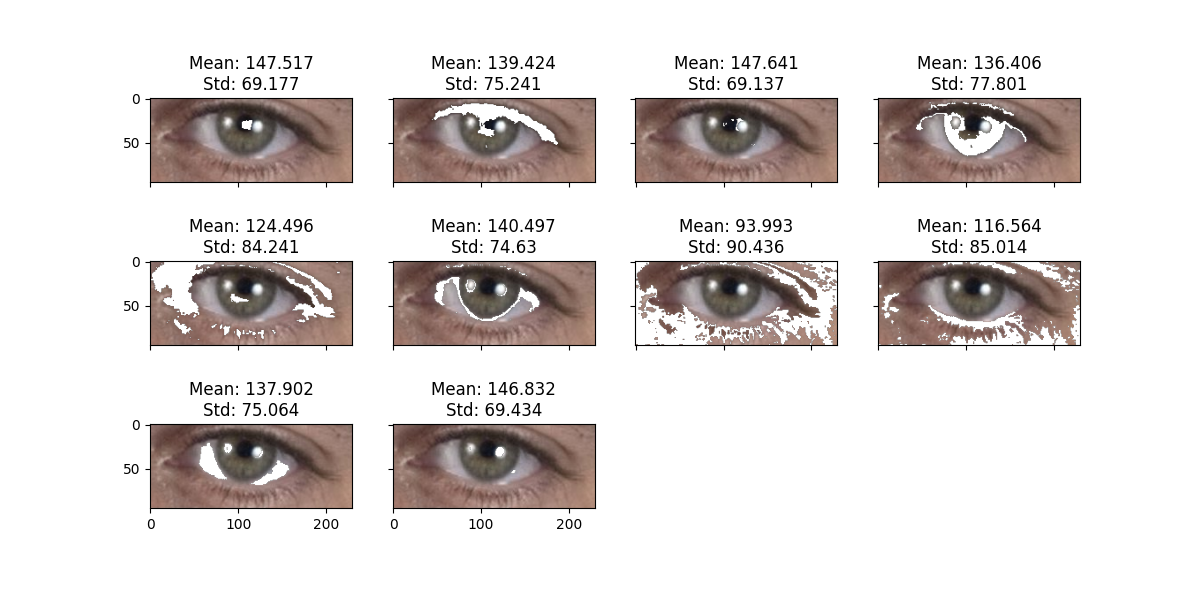 Mean: 147.517
Std: 69.177
Mean: 139.424
Std: 75.241
Mean: 147.641
Std: 69.137
Mean: 136.406
Std: 77.801
0
50
Mean: 124.496
Std: 84.241
Mean: 140.497
Std: 74.63
Mean: 93.993
Std: 90.436
Mean: 116.564
Std: 85.014
0
50
Mean: 137.902
Std: 75.064
Mean: 146.832
Std: 69.434
0
50
0 100 200
0 100 200